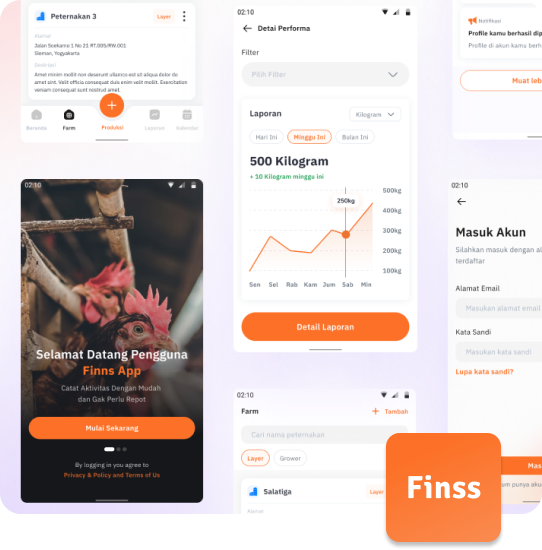 Peternakan 3
Layer
Alamat
Jalan Soekarno 1 No 21 RT.005/RW.001
Sleman, Yogyakarta
Deskripsi
Amet minim mollit non deserunt ullamco est sit aliqua dolor do
amet sint. Velit officia consequat duis enim velit mollit. Exercitation
veniam consequat sunt nostrud amet.
+
Beranda
Farm
Produksi
Laporan
Kalender
02:10
Selamat Datang Pengguna
Finns App
Catat Aktivitas Dengan Mudah
dan Gak Perlu Repot
Mulai Sekarang
By logging in you agree to
Privacy & Policy and Terms of Us
02:10
Detai Performa
Filter
Pilih Filter
Laporan
Kilogram
Hari Ini
Minggu Ini
Bulan Ini
500 Kilogram
+ 10 Kilogram minggu ini
500kg
250kg
400kg
300kg
200kg
100kg
Sen Sel Rab Kam Jum Sab Min
Detail Laporan
02:10
Farm
+ Tambah
Cari nama peternakan
Layer
Grower
Salatiga
Layer
Alamat
Notifikasi
Profile kamu berhasil dip
Profile di akun kamu berh
Muat leb
02:10
Masuk Akun
Silahkan masuk dengan al
terdaftar
Alamat Email
Masukan alamat email
Kata Sandi
Masukan kata sandi
Lupa kata sandi?
Mas
um punya aku
Finss